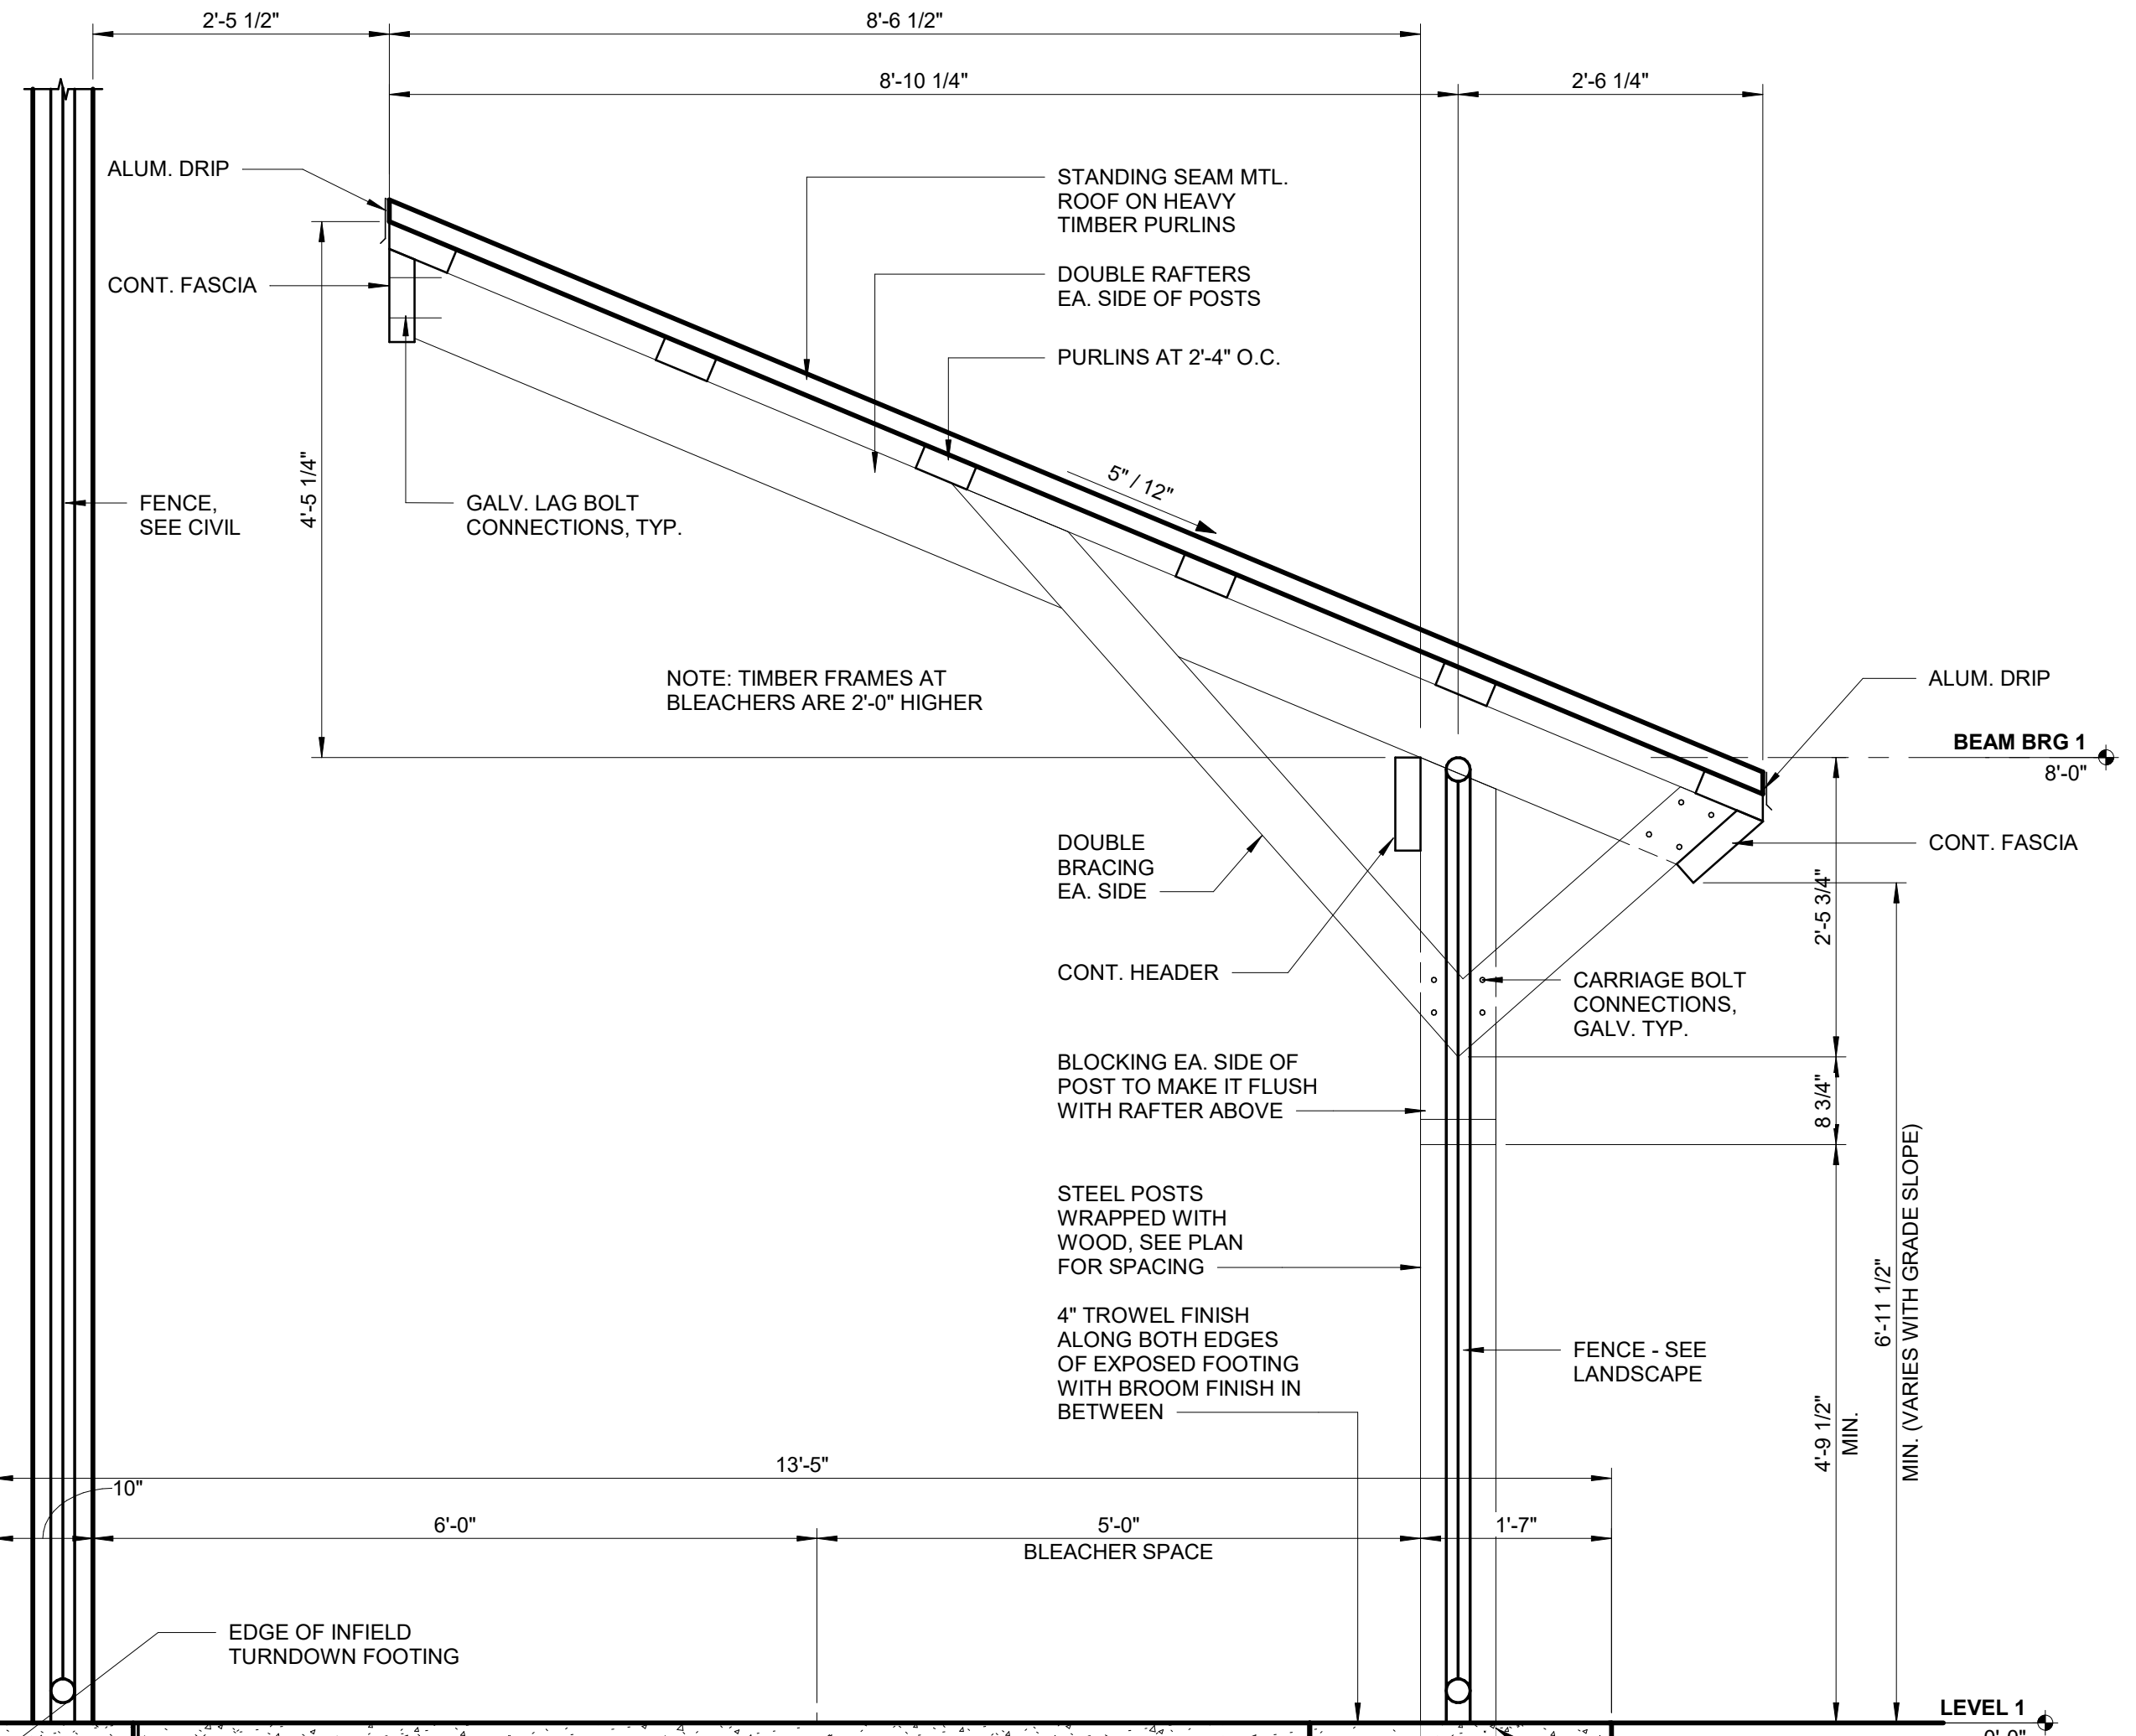 2'-5 1/2"
8'-6 1/2"
8'-10 1/4"
2'-6 1/4"
ALUM. DRIP
STANDING SEAM MTL.
ROOF ON HEAVY
TIMBER PURLINS
CONT. FASCIA
DOUBLE RAFTERS
EA. SIDE OF POSTS
PURLINS AT 2'-4" O.C.
4'-5 1/4"
5" / 12"
FENCE,
SEE CIVIL
GALV. LAG BOLT
CONNECTIONS, TYP.
NOTE: TIMBER FRAMES AT
BLEACHERS ARE 2'-0" HIGHER
ALUM. DRIP
BEAM BRG 1
8'-0"
DOUBLE
BRACING
EA. SIDE
CONT. FASCIA
2'-5 3/4"
CONT. HEADER
CARRIAGE BOLT
CONNECTIONS,
GALV. TYP.
BLOCKING EA. SIDE OF
POST TO MAKE IT FLUSH
WITH RAFTER ABOVE
8 3/4"
STEEL POSTS
WRAPPED WITH
WOOD, SEE PLAN
FOR SPACING
6'-11 1/2"
MIN. (VARIES WITH GRADE SLOPE)
4" TROWEL FINISH
ALONG BOTH EDGES
OF EXPOSED FOOTING
WITH BROOM FINISH IN
BETWEEN
FENCE - SEE
LANDSCAPE
4'-9 1/2"
MIN.
13'-5"
10"
6'-0"
5'-0"
BLEACHER SPACE
1'-7"
EDGE OF INFIELD
TURNDOWN FOOTING
LEVEL 1
0'-0"